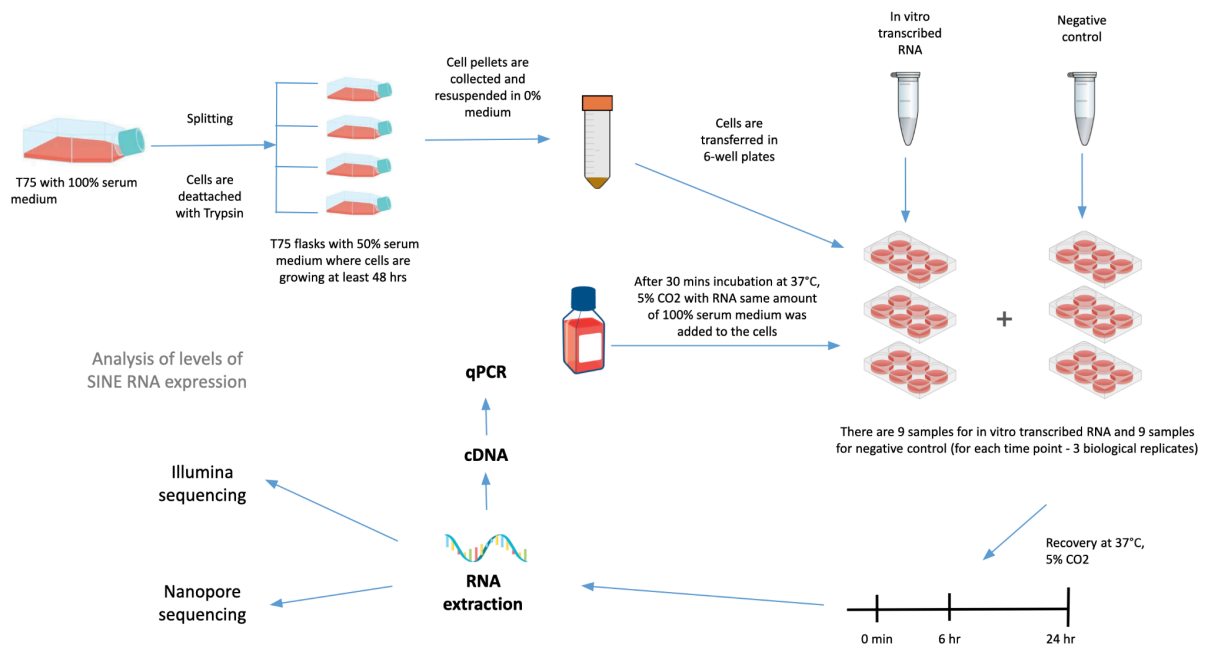 T75 with 100% serum
medium
Splitting
Cells are
deattached
with Trypsin
T75 flasks with 50% serum
medium where cells are
growing at least 48 hrs
Cell pellets are
collected and
resuspended in 0%
medium
Cells are
transferred in
6-well plates
In vitro
transcribed
RNA
Negative
control
After 30 mins incubation at 37°C,
5% CO2 with RNA same amount
of 100% serum medium was
added to the cells
+
There are 9 samples for in vitro transcribed RNA and 9 samples
for negative control (for each time point - 3 biological replicates)
Recovery at 37°C,
5% CO2
0 min
6 hr
24 hr
RNA
extraction
cDNA
qPCR
Analysis of levels of
SINE RNA expression
Illumina
sequencing
Nanopore
sequencing